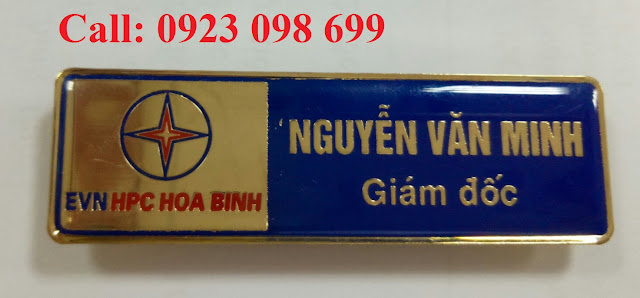 Call: 0923 098 699
EVN HPC HOA BINH
NGUYỄN VĂN MINH
Giám đốc